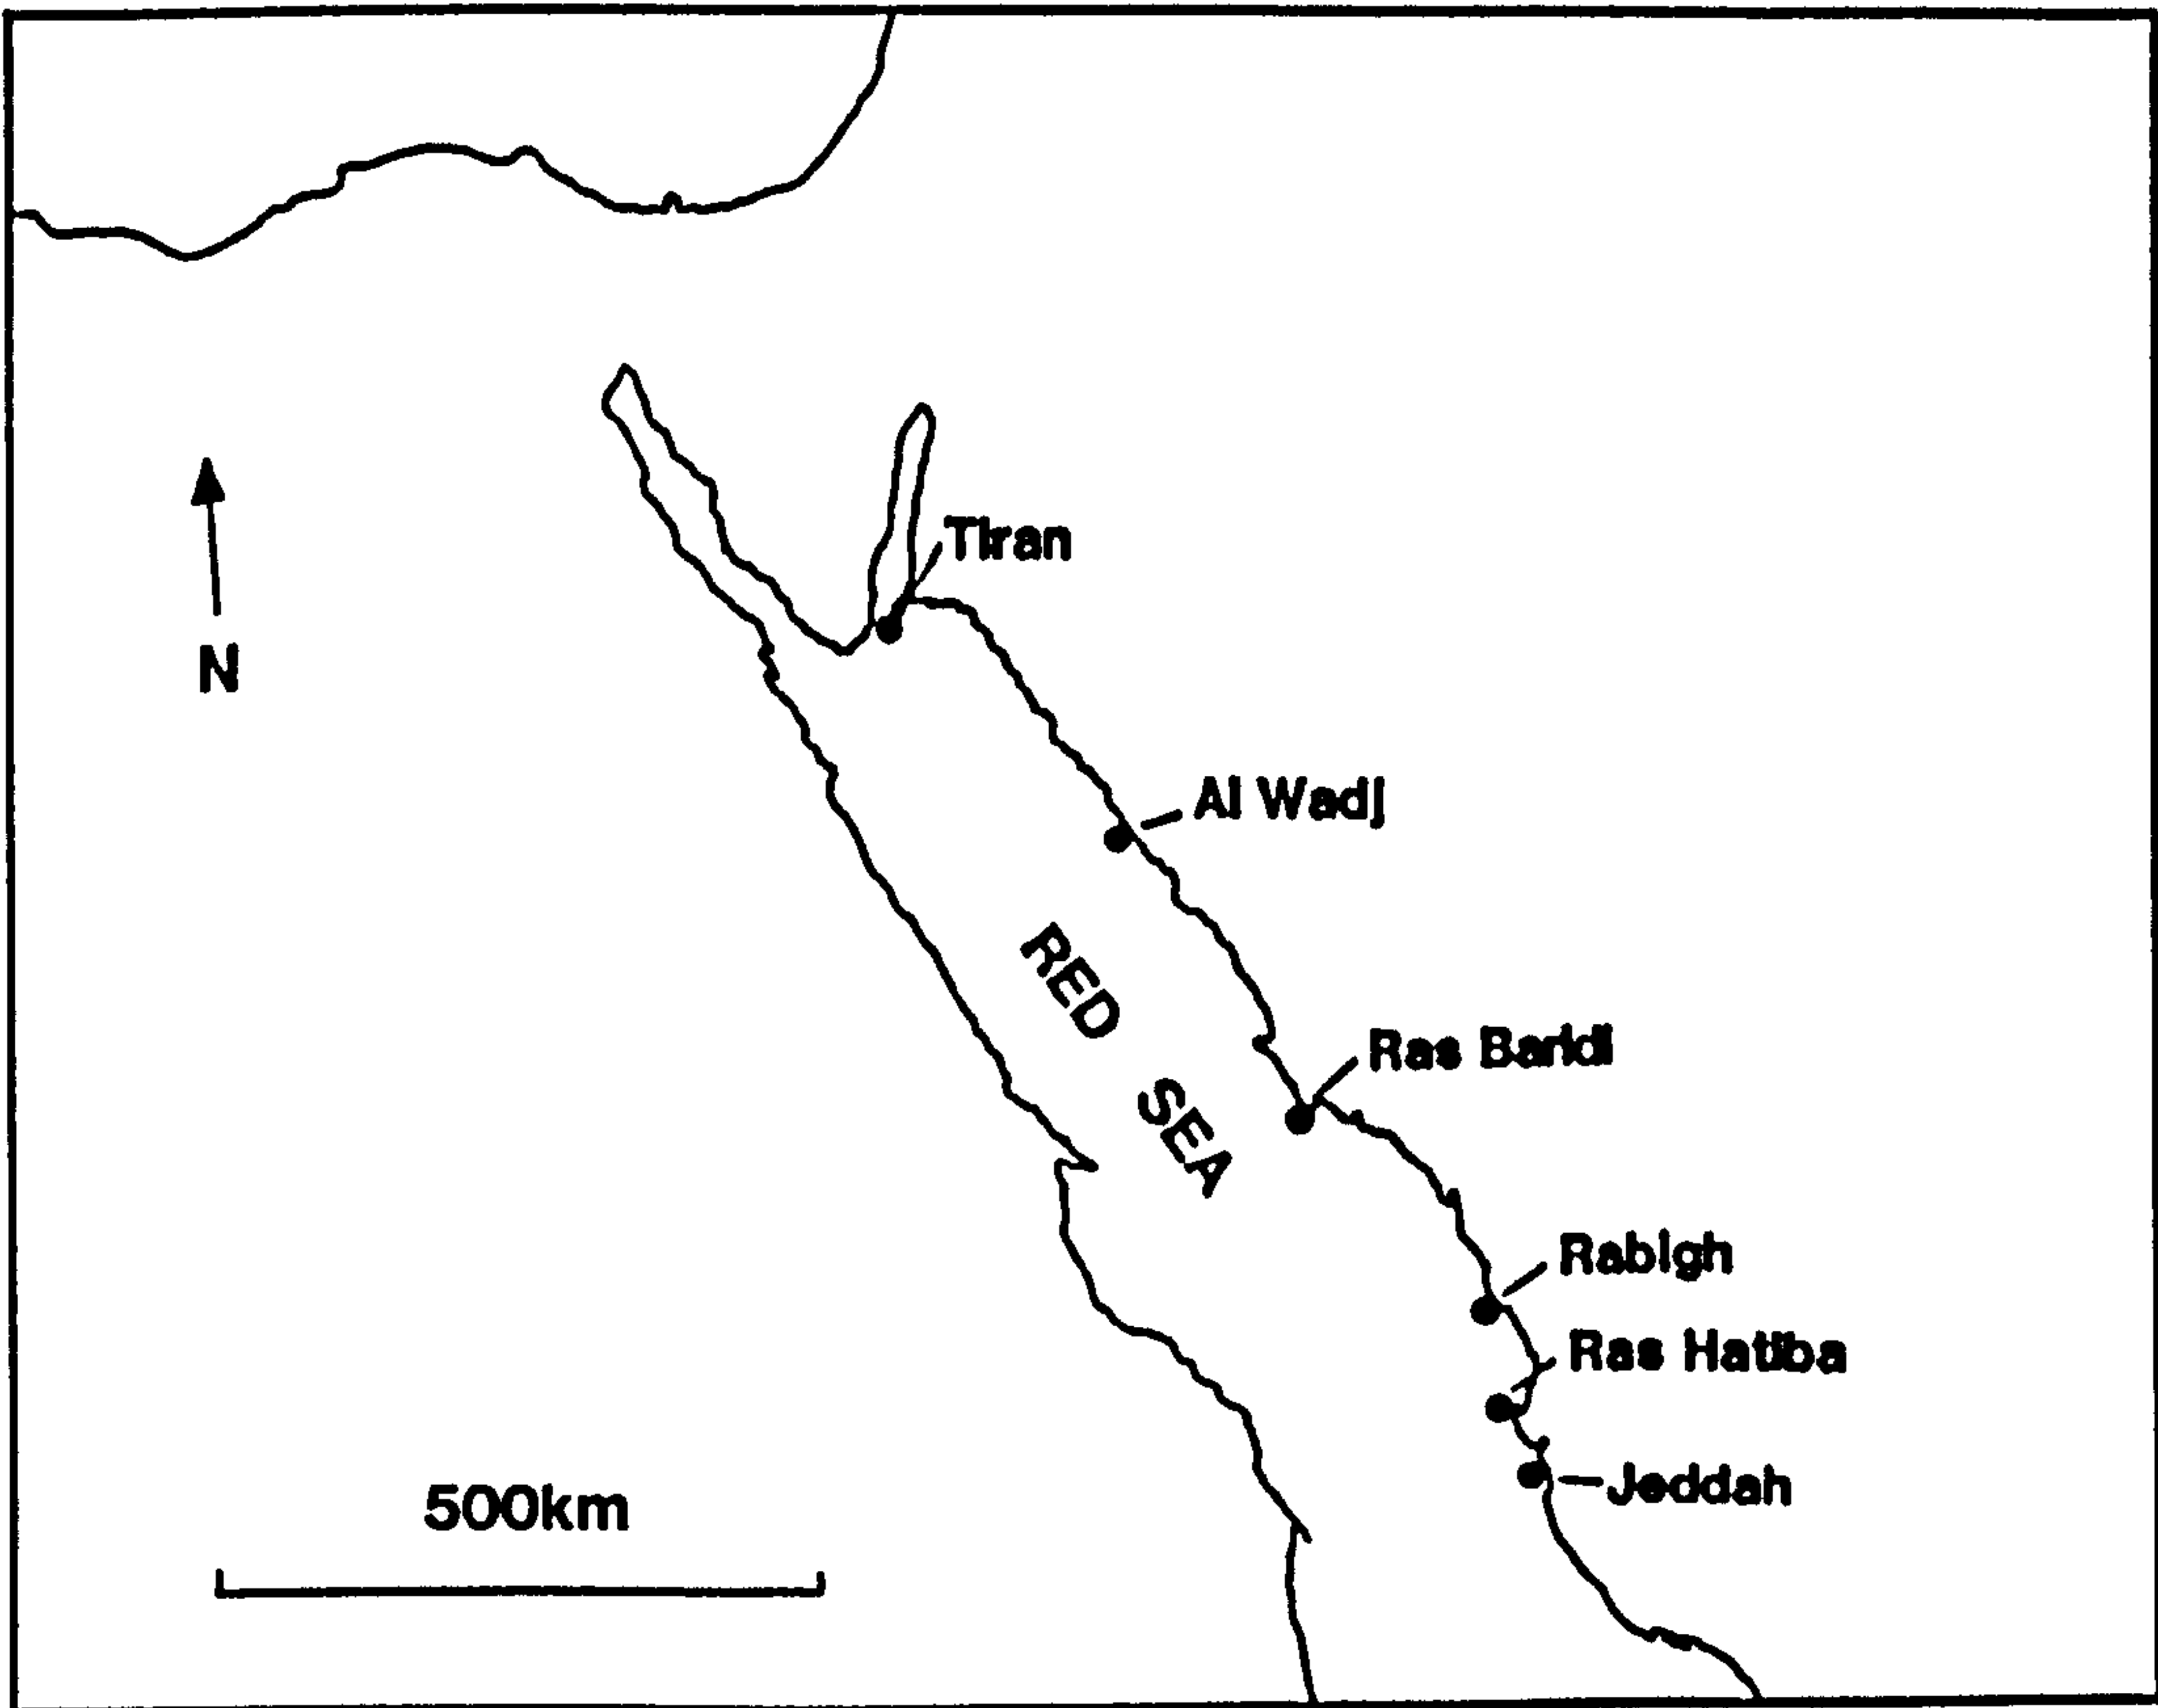 Tiran
N
Al Wadj
RED
SEA
Ras Baridi
Rabigh
Ras Hatiba
Jeddah
500km